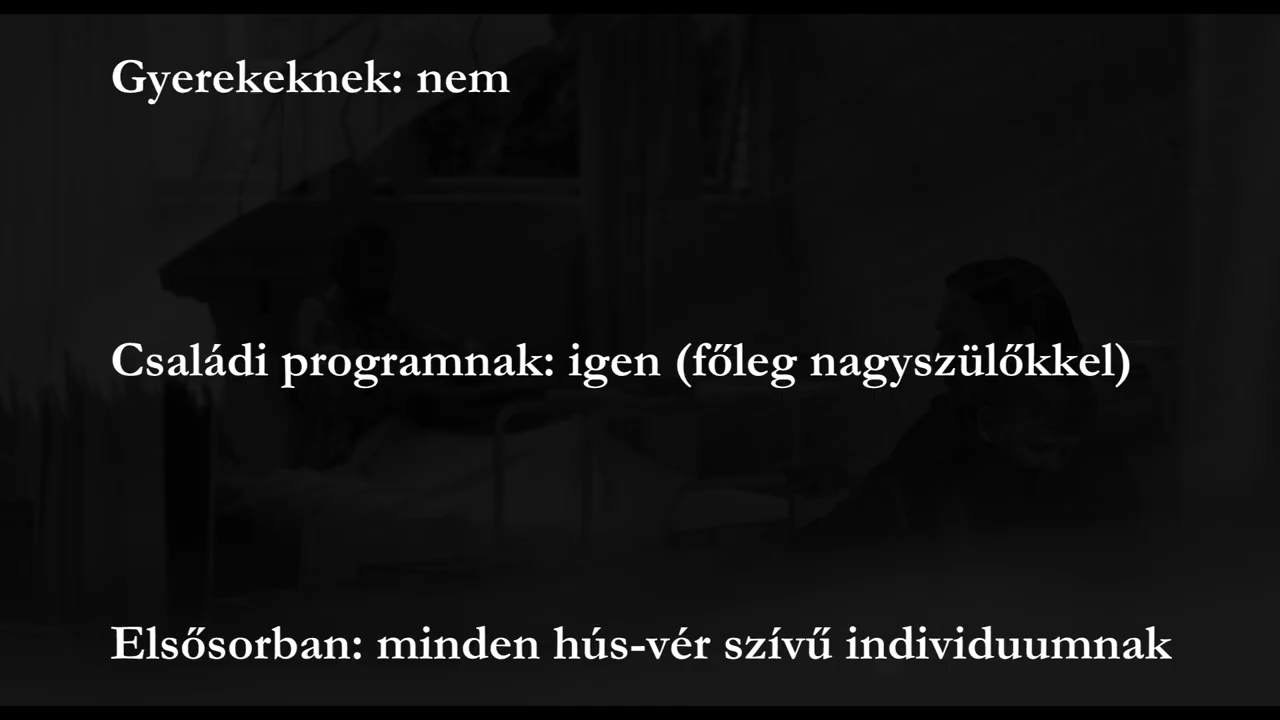 Gyerekeknek: nem
Családi programnak: igen (főleg nagyszülőkkel)
Elsősorban: minden hús-vér szívű individuumnak